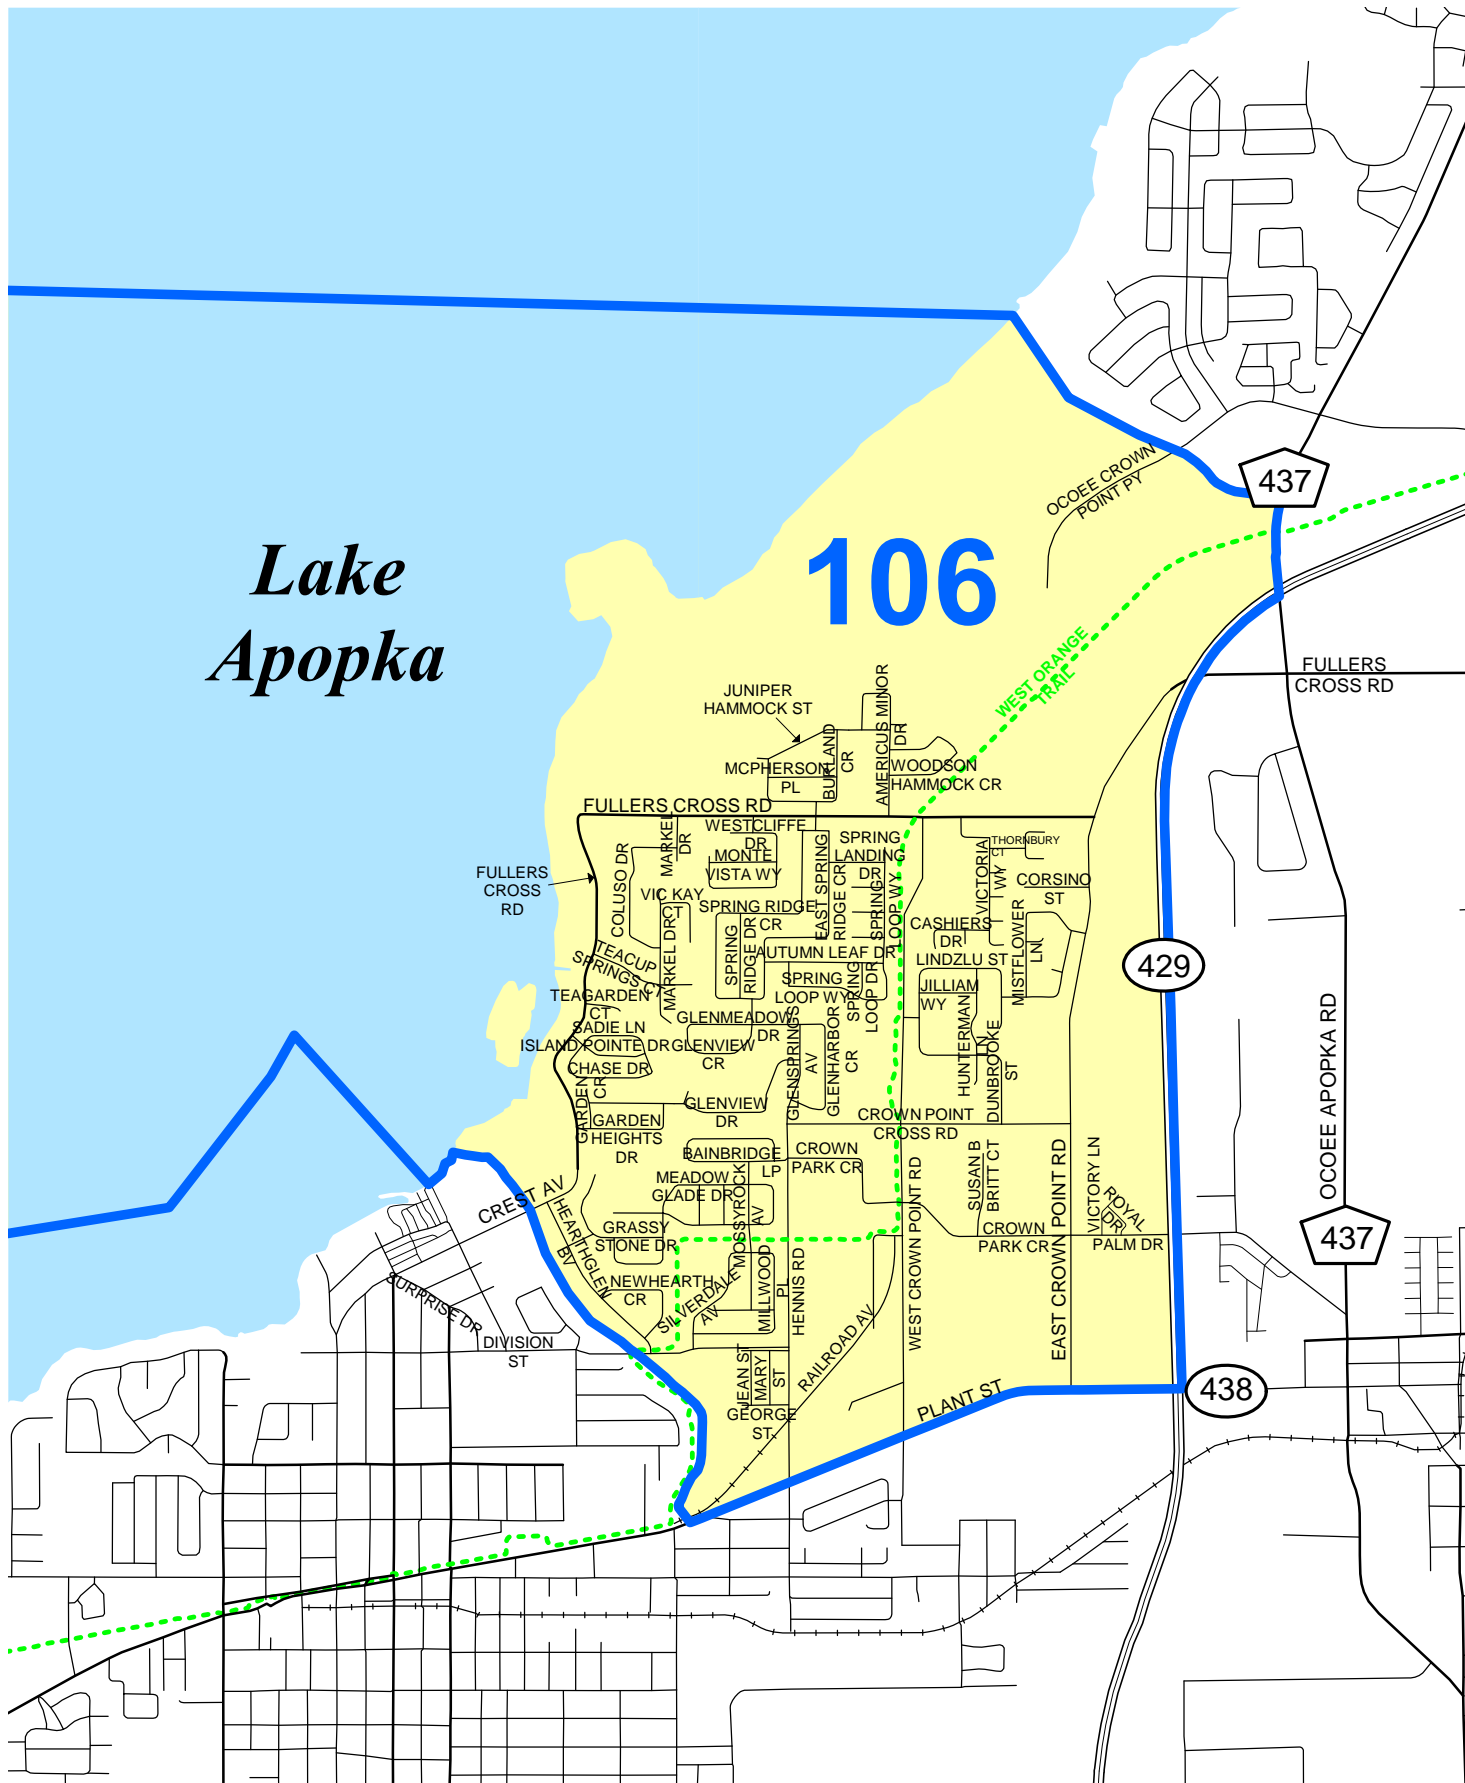 437
OCOEE CROWN
POINT PY
Lake
Apopka
106
WEST ORANGE
TRAIL
FULLERS
CROSS RD
JUNIPER
HAMMOCK ST
AMERICUS MINOR
DR
BURLAND
CR
MCPHERSON
PL
WOODSON
HAMMOCK CR
FULLERS CROSS RD
WESTCLIFFE
DR
MARKEL
DR
MONTE
VISTA WY
SPRING
LANDING
DR
EAST SPRING
RIDGE CR
THORNBURY
CT
VICTORIA
WY
CORSINO
ST
FULLERS
CROSS
RD
COLUSO DR
VIC KAY
CT
SPRING RIDGE
CR
SPRING
LOOP WY
CASHIERS
DR
MISTFLOWER
LN
MARKEL DR
SPRING
RIDGE DR
AUTUMN LEAF DR
LINDZLU ST
TEACUP
SPRINGS CT
SPRING
LOOP WY
SPRING
LOOP DR
JILLIAM
WY
429
TEAGARDEN
CT
GLENMEADOW
DR
SADIE LN
ISLAND POINTE DR
GLENVIEW
CR
CHASE DR
GLENSPRINGS
AV
GLENHARBOR
CR
HUNTERMAN
LN
DUNBROOKE
ST
OCOEE APOPKA RD
GARDEN
CR
GLENVIEW
DR
GARDEN
HEIGHTS
DR
CROWN POINT
CROSS RD
BAINBRIDGE
LP
CROWN
PARK CR
SUSAN B
BRITT CT
VICTORY LN
MEADOW
GLADE DR
MOSSYROCK
AV
WEST CROWN POINT RD
EAST CROWN POINT RD
ROYAL
PALM DR
DR
CREST AV
HEARTHGLEN
BV
GRASSY
STONE DR
CROWN
PARK CR
437
NEWHEARTH
CR
SILVERDALE
AV
MILLWOOD
PL
HENNIS RD
SURPRISE DR
DIVISION
ST
RAILROAD AV
JEAN ST
MARY
ST
GEORGE
ST
PLANT ST
438